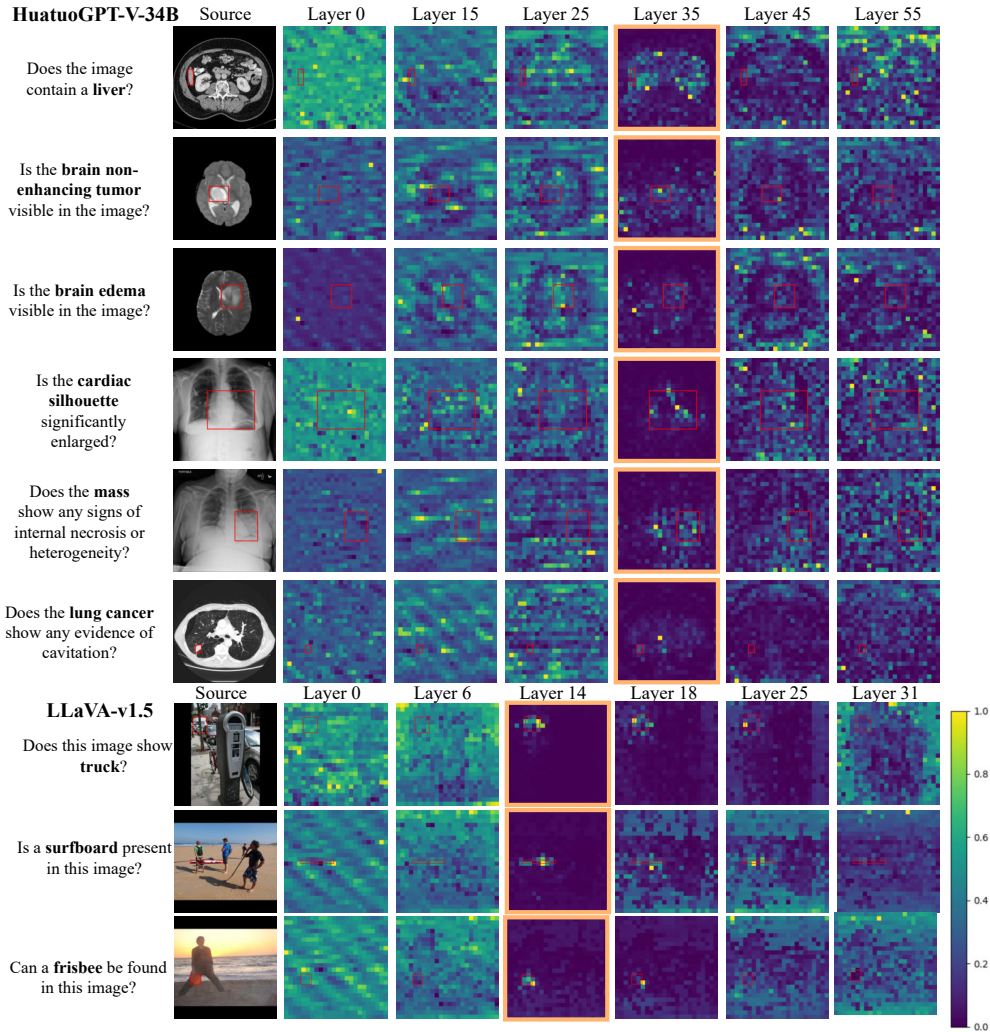 HuatuoGPT-V-34B Source Layer 0 Layer 15 Layer 25 Layer 35 Layer 45 Layer 55
Does the image
contain a liver?
Is the brain non-
enhancing tumor
visible in the image?
Is the brain edema
visible in the image?
Is the cardiac
silhouette
significantly
enlarged?
Does the mass
show any signs of
internal necrosis or
heterogeneity?
Does the lung cancer
show any evidence of
cavitation?
LLaVA-v1.5 Source Layer 0 Layer 6 Layer 14 Layer 18 Layer 25 Layer 31
Does this image show
truck?
Is a surfboard present
in this image?
Can a frisbee be found
in this image?
1.0
0.8
0.6
0.4
0.2
0.0